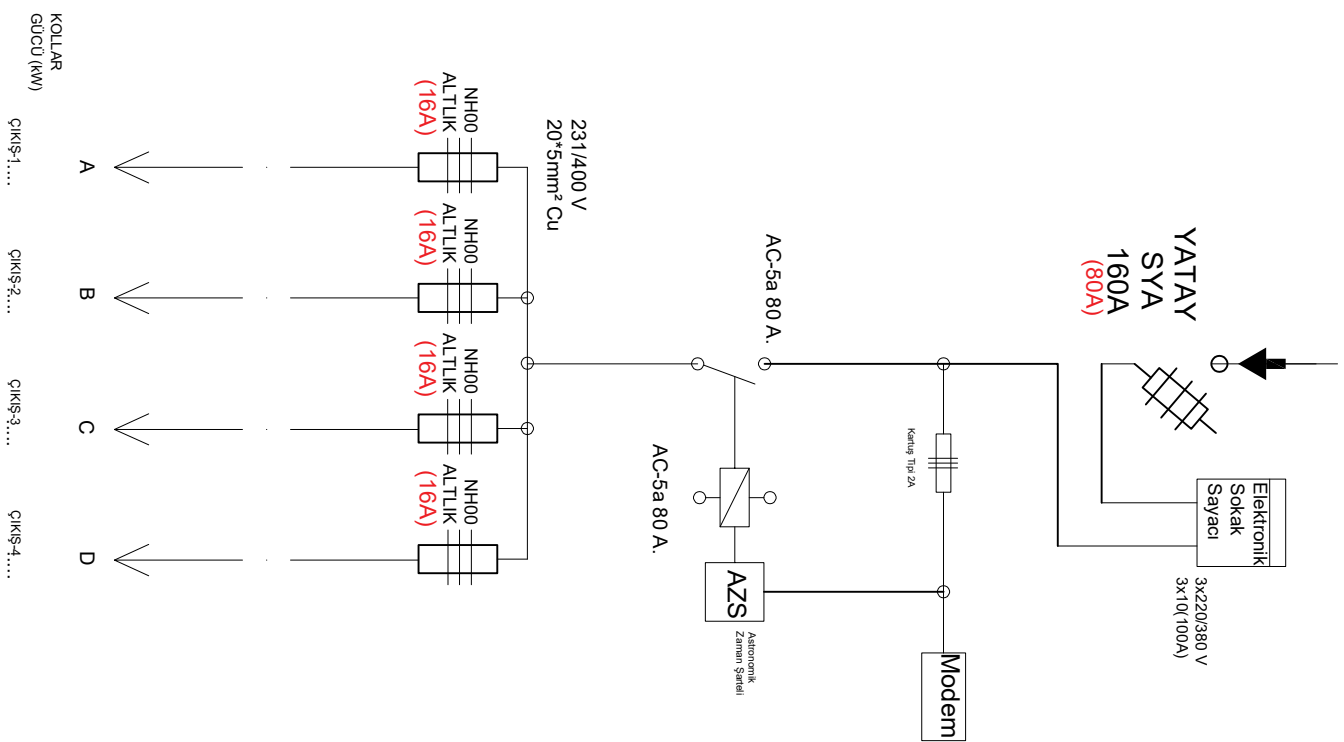 YATAY
SYA
160A
(80A)
Elektronik
Sokak
Sayacı
3x220/380 V
3x10(100A)
Kartuş Tipi 2A
Modem
AC-5a 80 A.
AC-5a 80 A.
AZS
Astronomik
Zaman Şarteli
231/400 V
20*5mm² Cu
NH00
ALTLIK
(16A)
NH00
ALTLIK
(16A)
NH00
ALTLIK
(16A)
NH00
ALTLIK
(16A)
A
B
C
D
KOLLAR
GÜCÜ (kW)
ÇIKIŞ-1.....
ÇIKIŞ-2.....
ÇIKIŞ-3.....
ÇIKIŞ-4.....